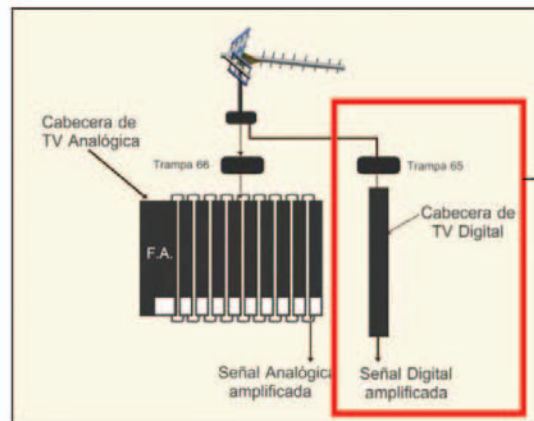 Cabecera de
TV Analógica
Trampa 66
Trampa 65
Cabecera de
TV Digital
F.A.
Señal Analógica
amplificada
Señal Digital
amplificada